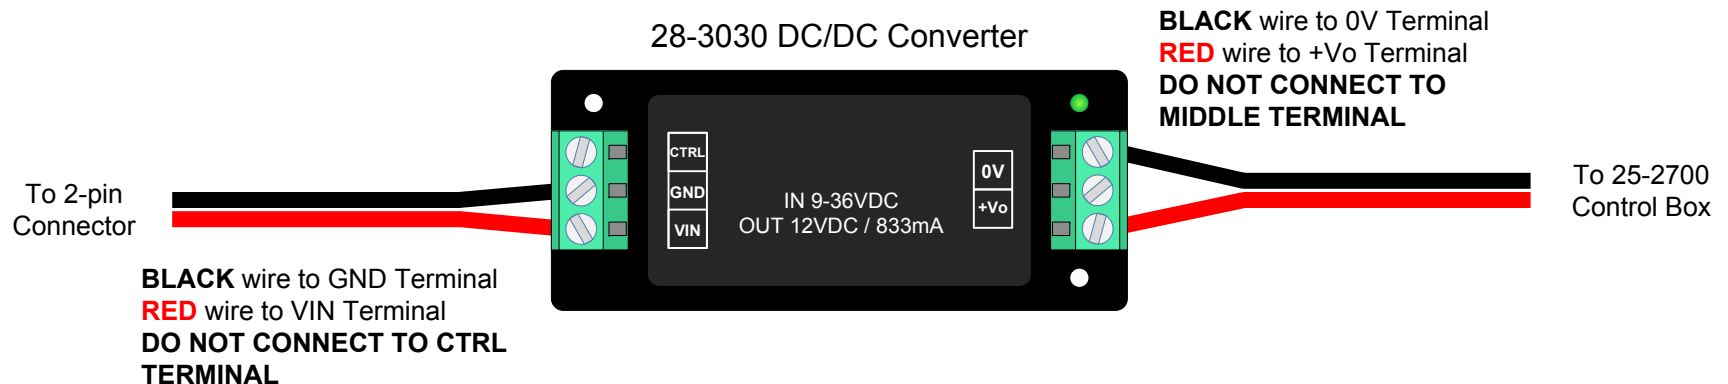 28-3030 DC/DC Converter
BLACK wire to 0V Terminal
RED wire to +Vo Terminal
DO NOT CONNECT TO
MIDDLE TERMINAL
To 2-pin
Connector
CTRL
GND
VIN
IN 9-36VDC
OUT 12VDC / 833mA
0V
+Vo
To 25-2700
Control Box
BLACK wire to GND Terminal
RED wire to VIN Terminal
DO NOT CONNECT TO CTRL
TERMINAL